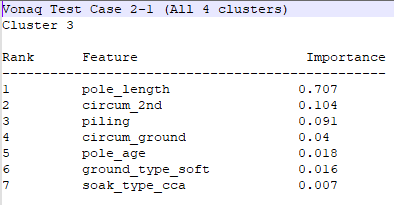 Vonaq Test Case 2-1 (All 4 clusters)
Cluster 3
Rank Feature Importance
------------------------------------------------
1 pole_length 0.707
2 circum_2nd 0.104
3 piling 0.091
4 circum_ground 0.04
5 pole_age 0.018
6 ground_type_soft 0.016
7 soak_type_cca 0.007